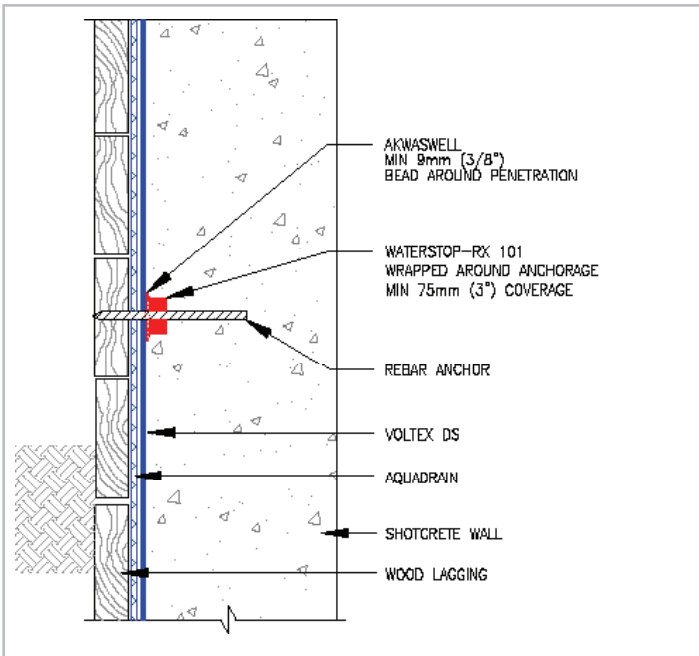 AKWASWELL
MIN 9mm (3/8")
BEAD AROUND PENETRATION
WATERSTOP-RX 101
WRAPPED AROUND ANCHORAGE
MIN 75mm (3") COVERAGE
REBAR ANCHOR
VOLTEX DS
AQUADRAIN
SHOTCRETE WALL
WOOD LAGGING